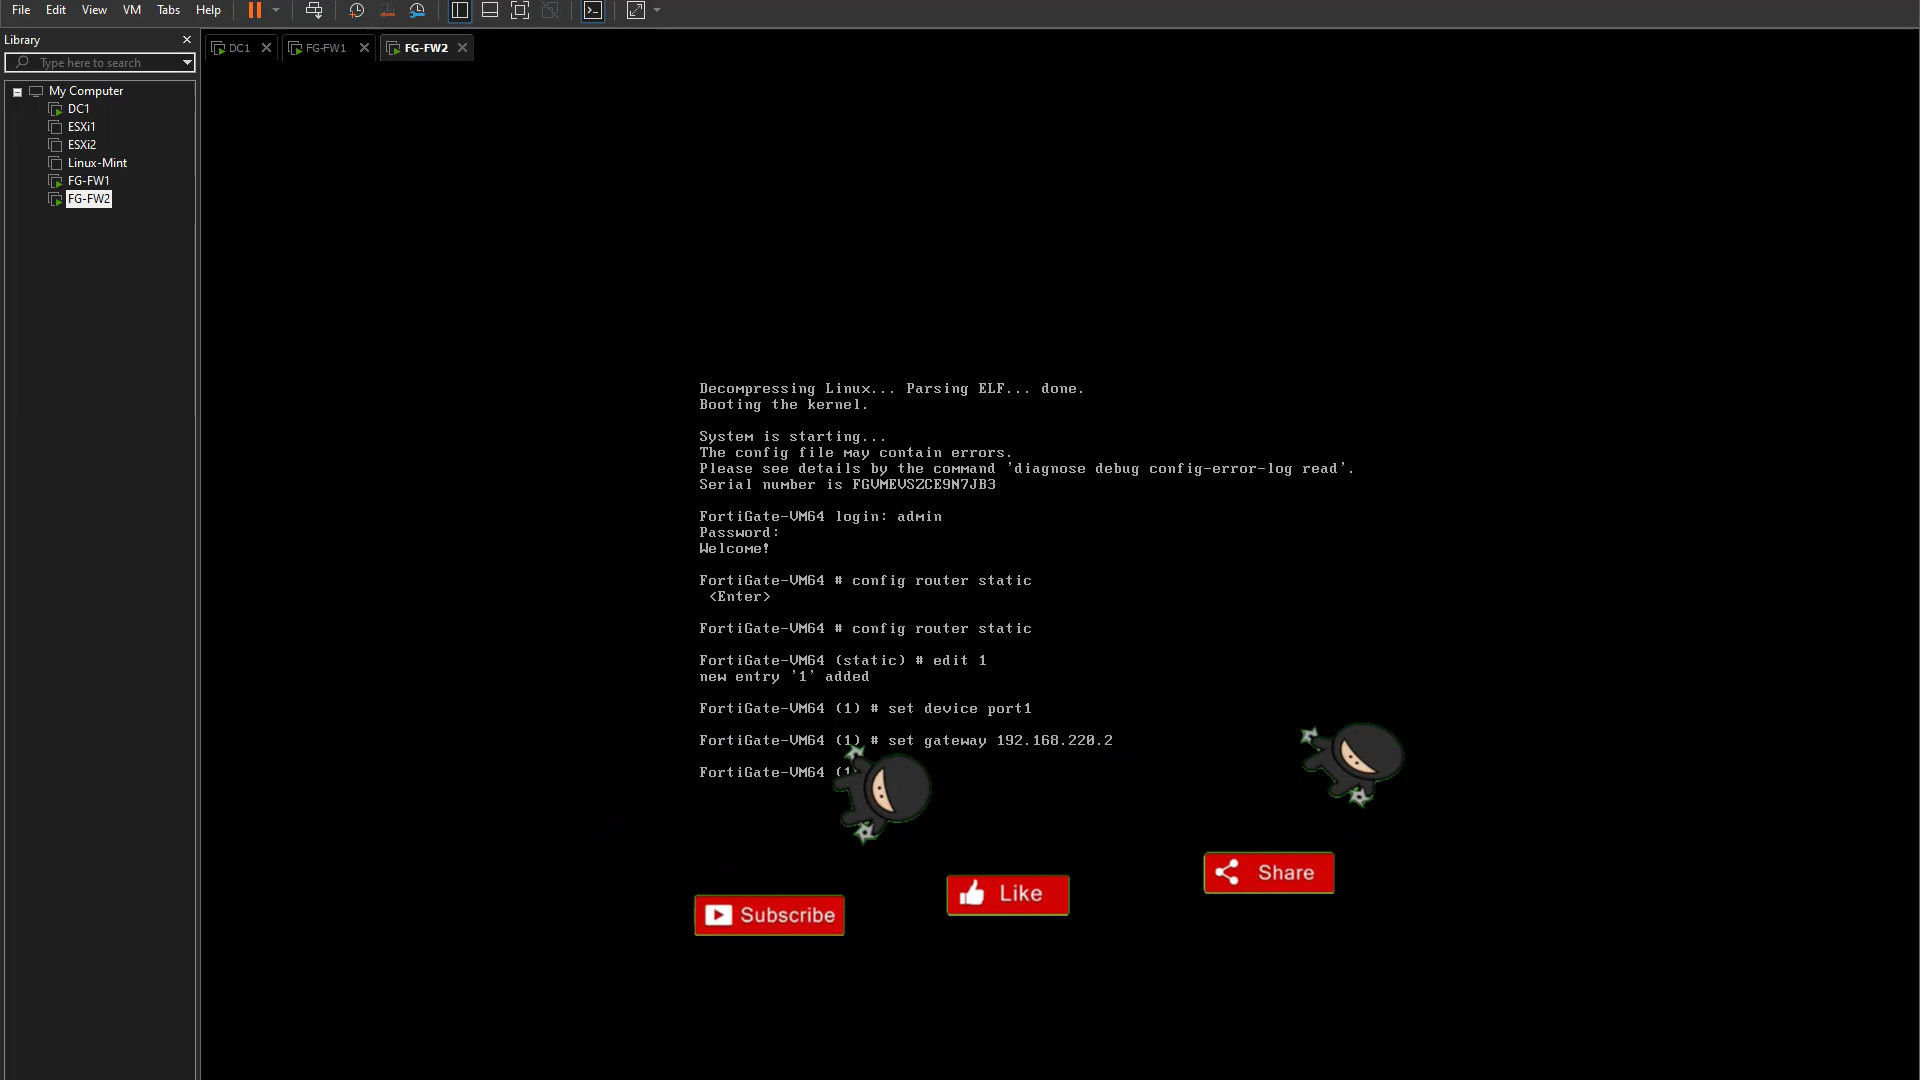 File Edit View VM Tabs Help
Library
Type here to search
My Computer
DC1
ESXi1
ESXi2
Linux-Mint
FG-FW1
FG-FW2
DC1 FG-FW1 FG-FW2
Decompressing Linux... Parsing ELF... done.
Booting the kernel.
System is starting...
The config file may contain errors.
Please see details by the command 'diagnose debug config-error-log read'.
Serial number is FGVMEVSZCE9N7JB3
FortiGate-VM64 login: admin
Password:
Welcome!
FortiGate-VM64 # config router static
<Enter>
FortiGate-VM64 # config router static
FortiGate-VM64 (static) # edit 1
new entry '1' added
FortiGate-VM64 (1) # set device port1
FortiGate-VM64 (1) # set gateway 192.168.220.2
FortiGate-VM64 (1
Subscribe
Like
Share